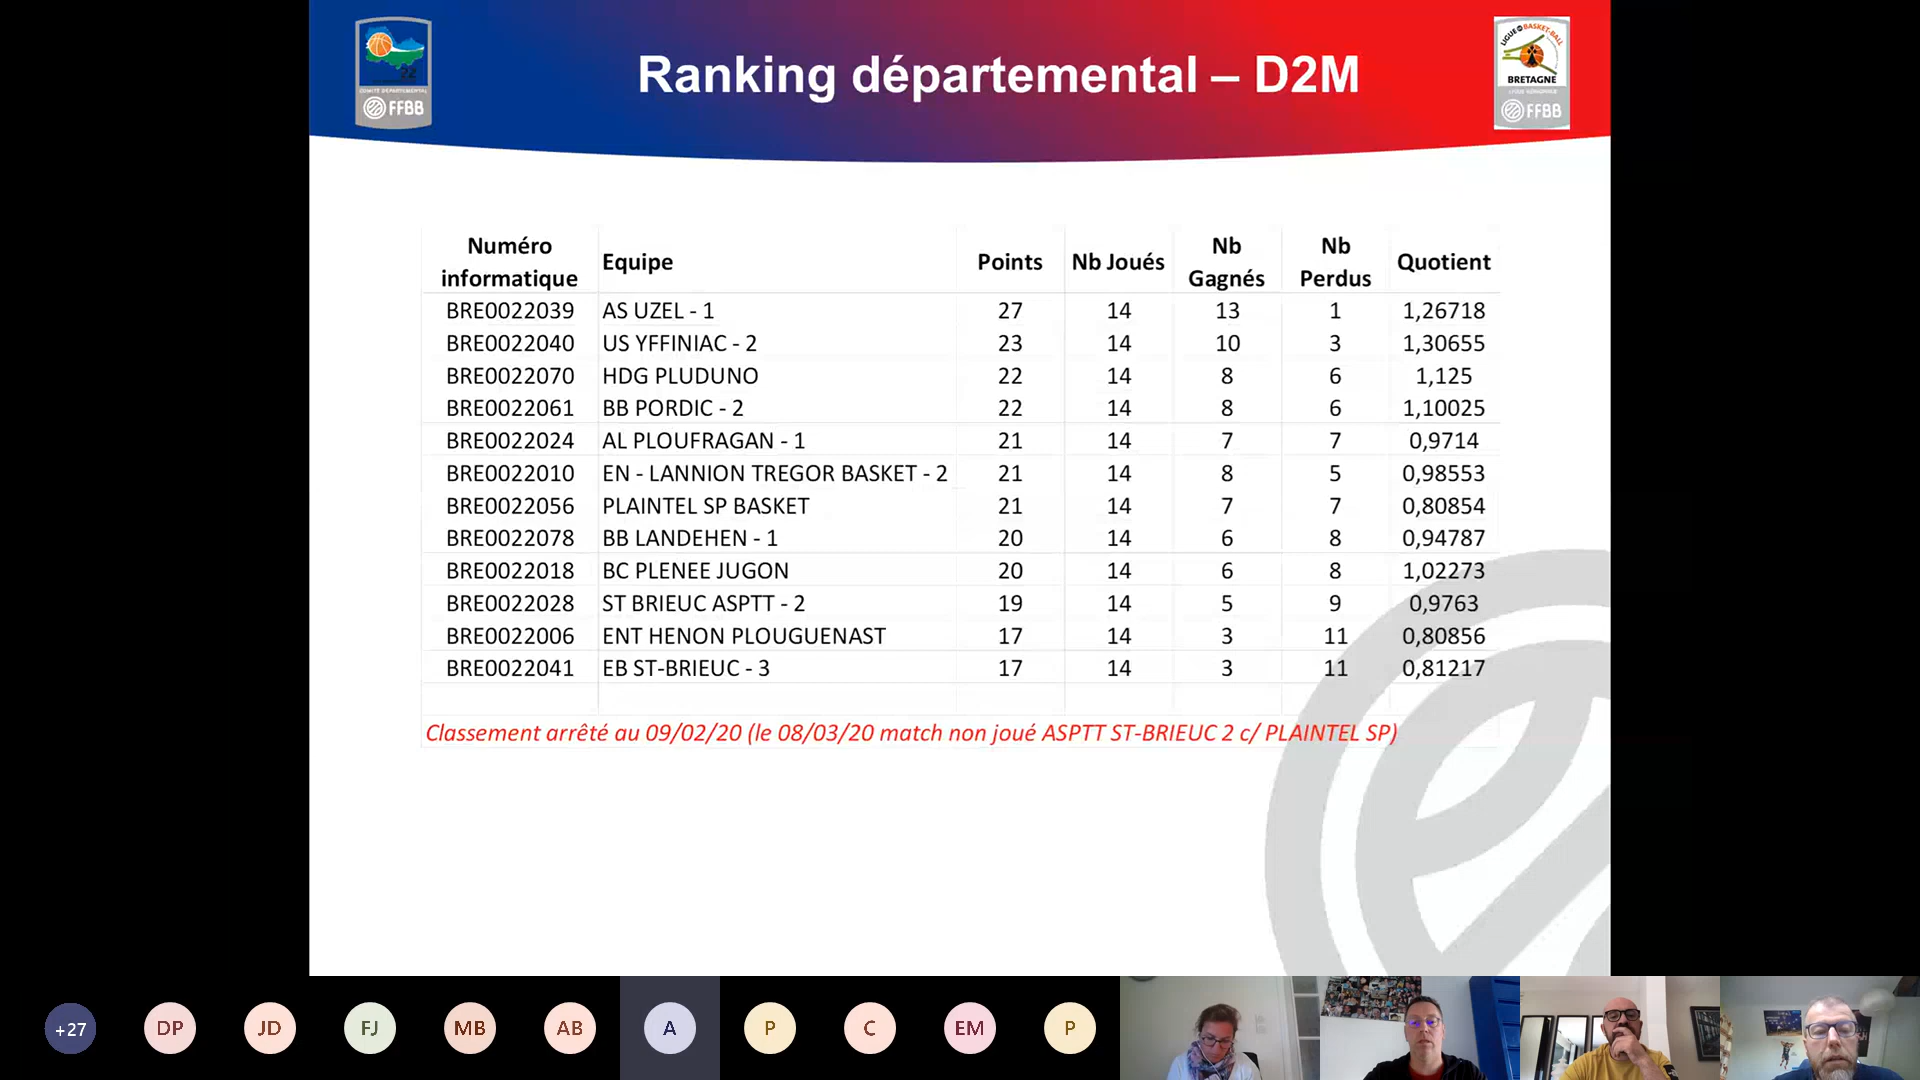 Ranking départemental – D2M
22
COMITÉ DÉPARTEMENTAL
FFBB
LIGUE DE BASKET-BALL
BRETAGNE
FFBB
Numéro informatique Equipe Points Nb Joués Nb Gagnés Nb Perdus Quotient
BRE0022039 AS UZEL - 1 27 14 13 1 1,26718
BRE0022040 US YFFINIAC - 2 23 14 10 3 1,30655
BRE0022070 HDG PLUDUNO 22 14 8 6 1,125
BRE0022061 BB PORDIC - 2 22 14 8 6 1,10025
BRE0022024 AL PLOUFRAGAN - 1 21 14 7 7 0,9714
BRE0022010 EN - LANNION TREGOR BASKET - 2 21 14 8 5 0,98553
BRE0022056 PLAINTEL SP BASKET 21 14 7 7 0,80854
BRE0022078 BB LANDEHEN - 1 20 14 6 8 0,94787
BRE0022018 BC PLENEE JUGON 20 14 6 8 1,02273
BRE0022028 ST BRIEUC ASPTT - 2 19 14 5 9 0,9763
BRE0022006 ENT HENON PLOUGUENAST 17 14 3 11 0,80856
BRE0022041 EB ST-BRIEUC - 3 17 14 3 11 0,81217
Classement arrêté au 09/02/20 (le 08/03/20 match non joué ASPTT ST-BRIEUC 2 c/ PLAINTEL SP)
+27 DP JD FJ MB AB A P C EM P